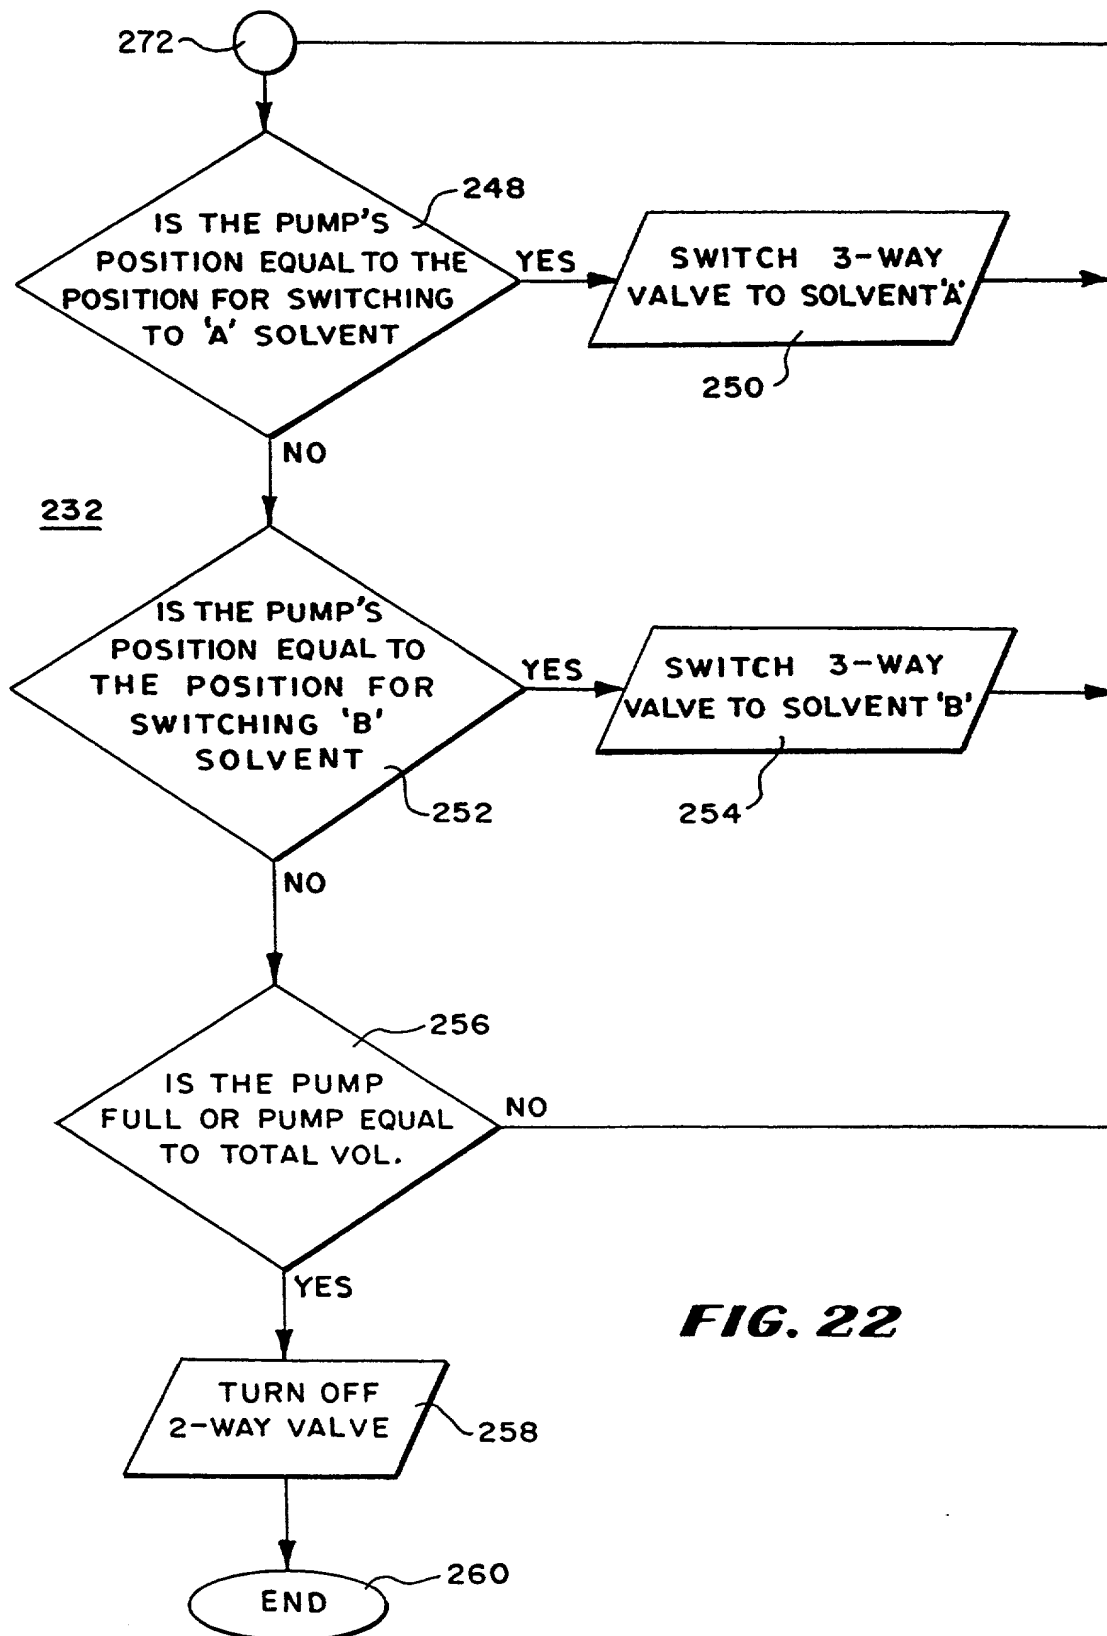 272
248
IS THE PUMP'S
POSITION EQUAL TO THE
POSITION FOR SWITCHING
TO 'A' SOLVENT
YES
SWITCH 3-WAY
VALVE TO SOLVENT 'A'
250
NO
232
IS THE PUMP'S
POSITION EQUAL TO
THE POSITION FOR
SWITCHING 'B'
SOLVENT
YES
SWITCH 3-WAY
VALVE TO SOLVENT 'B'
252
254
NO
256
IS THE PUMP
FULL OR PUMP EQUAL
TO TOTAL VOL.
NO
YES
FIG. 22
TURN OFF
2-WAY VALVE
258
260
END